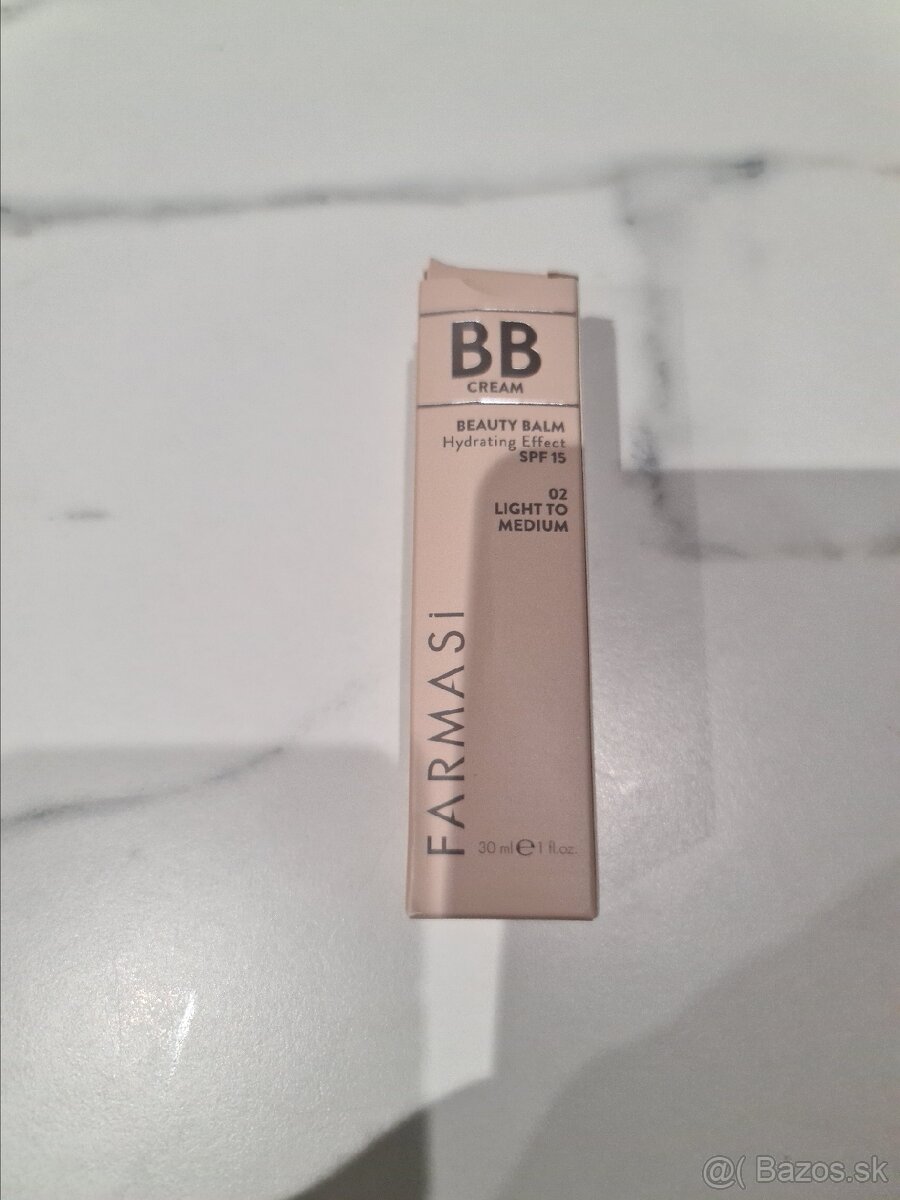 BB
CREAM
BEAUTY BALM
Hydrating Effect
SPF 15
02
LIGHT TO
MEDIUM
FARMASİ
30 ml ℮ 1 fl.oz.
@( Bazos.sk